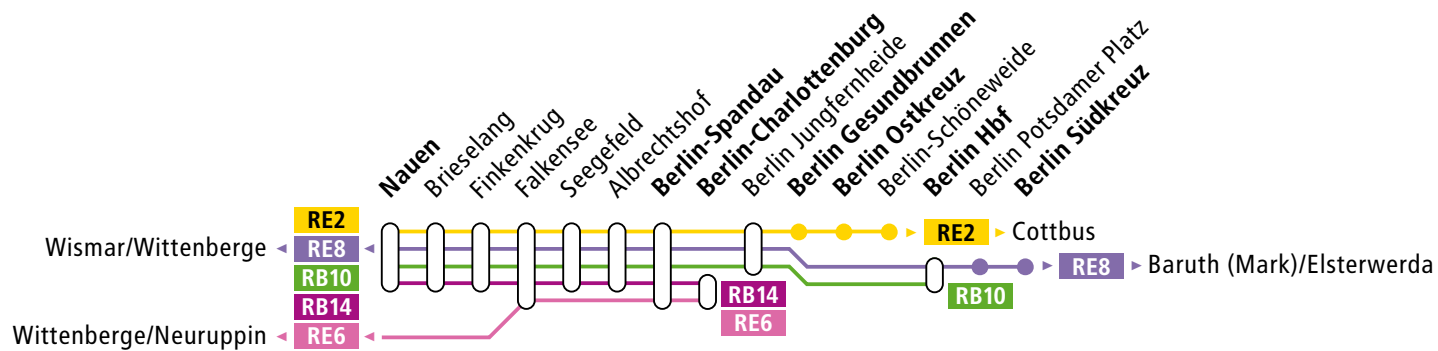 Nauen
Brieselang
Finkenkrug
Falkensee
Seegefeld
Albrechtshof
Berlin-Spandau
Berlin-Charlottenburg
Berlin Jungfernheide
Berlin Gesundbrunnen
Berlin Ostkreuz
Berlin-Schöneweide
Berlin Hbf
Berlin Potsdamer Platz
Berlin Südkreuz
RE2
RE2 Cottbus
Wismar/Wittenberge RE8
RE8 Baruth (Mark)/Elsterwerda
RB10
RB14
RB14
RB10
Wittenberge/Neuruppin RE6
RE6